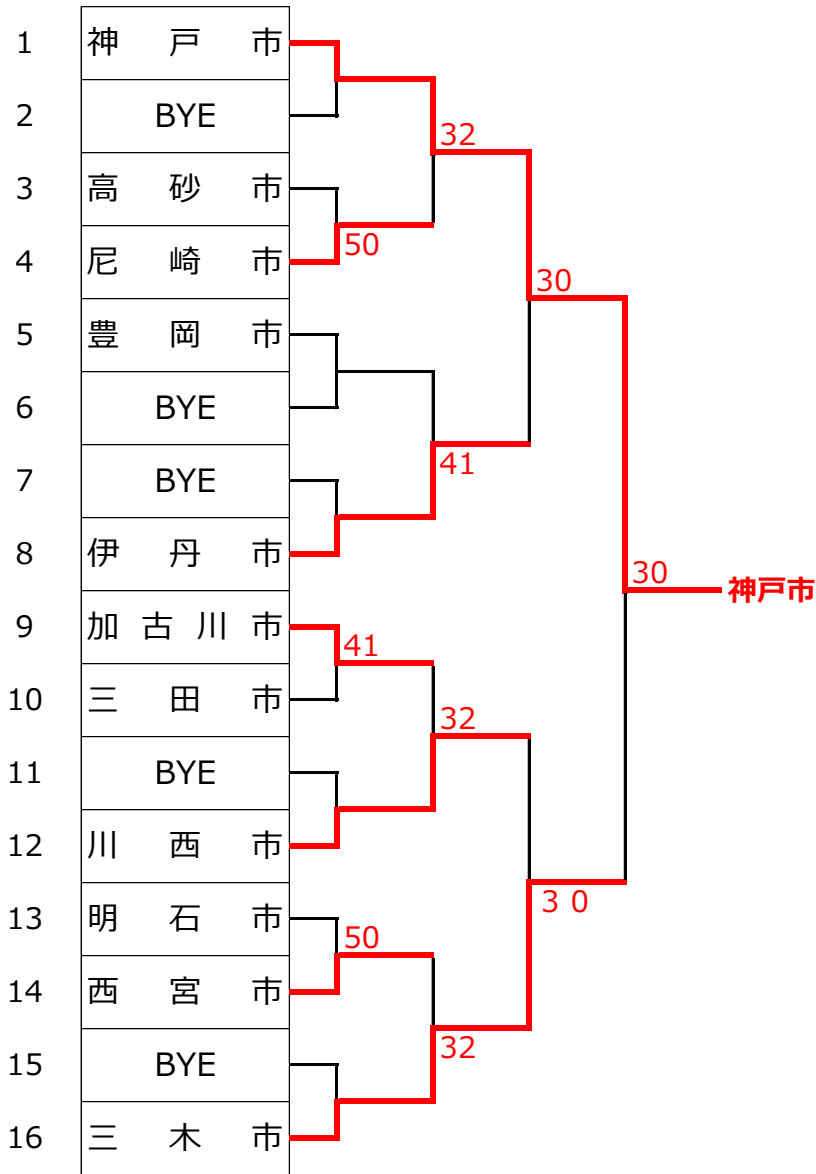 1 神戸市
2 BYE
32
3 高砂市
50
4 尼崎市
30
5 豊岡市
6 BYE
41
7 BYE
8 伊丹市
30 神戸市
9 加古川市
41
10 三田市
32
11 BYE
12 川西市
30
13 明石市
50
14 西宮市
32
15 BYE
16 三木市